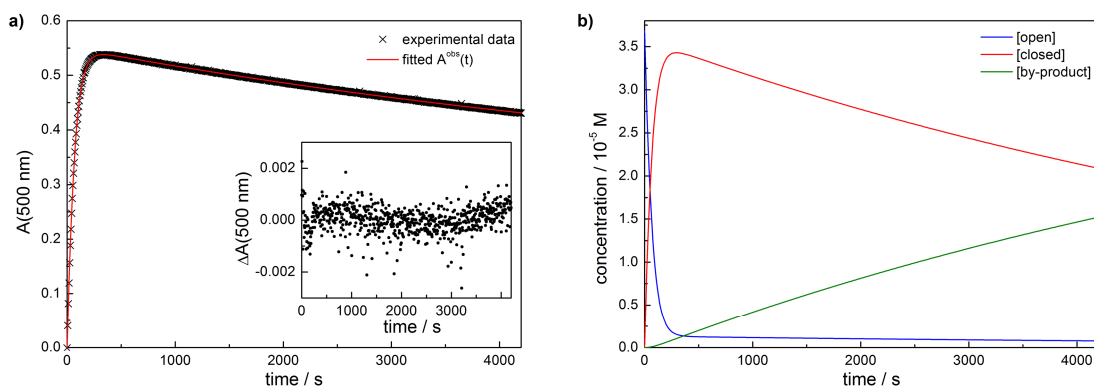 a)
0.6
0.5
0.4
0.3
0.2
0.1
0.0
A(500 nm)
experimental data
fitted A^obs(t)
0.002
0.000
-0.002
ΔA(500 nm)
0 1000 2000 3000
time / s
0 1000 2000 3000 4000
time / s
b)
3.5
3.0
2.5
2.0
1.5
1.0
0.5
0.0
concentration / 10^-5 M
[open]
[closed]
[by-product]
0 1000 2000 3000 4000
time / s